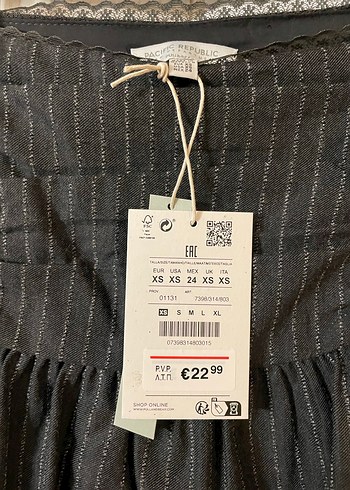 PACIFIC REPUBLIC
FSC
EAC
EUR USA MEX UK ITA
XS XS 24 XS XS
01131 7398/314/803
XS S M L XL
07398314803015
P.V.P.
Λ.Τ.Π.
€22 99
SHOP ONLINE